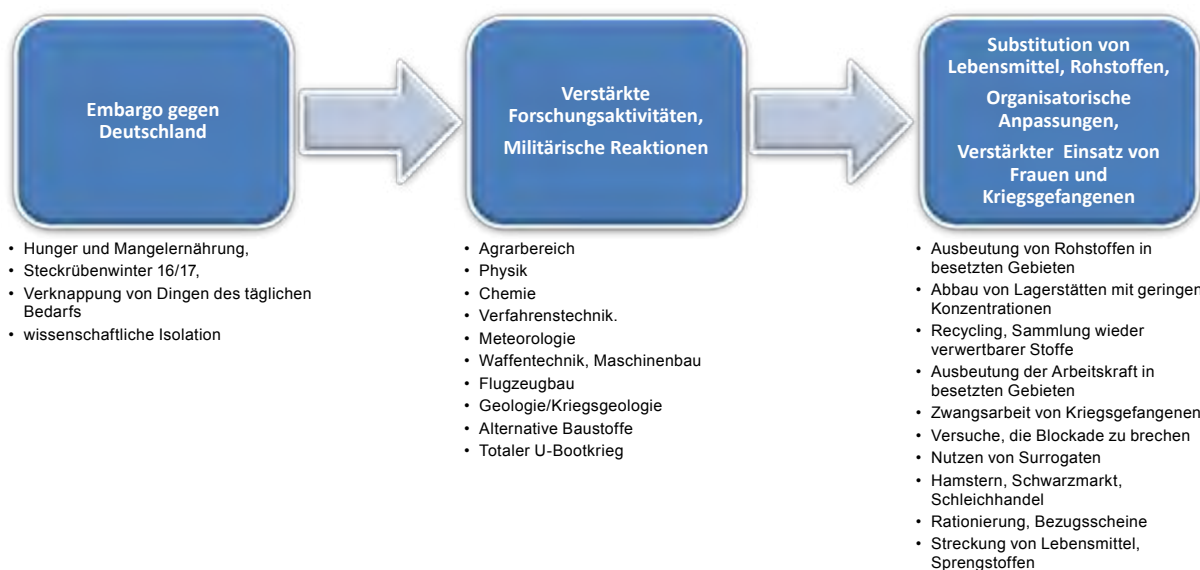 Embargo gegen
Deutschland
• Hunger und Mangelernährung,
• Steckrübenwinter 16/17,
• Verknappung von Dingen des täglichen
Bedarfs
• wissenschaftliche Isolation
Verstärkte
Forschungsaktivitäten,
Militärische Reaktionen
• Agrarbereich
• Physik
• Chemie
• Verfahrenstechnik.
• Meteorologie
• Waffentechnik, Maschinenbau
• Flugzeugbau
• Geologie/Kriegsgeologie
• Alternative Baustoffe
• Totaler U-Bootkrieg
Substitution von
Lebensmittel, Rohstoffen,
Organisatorische
Anpassungen,
Verstärkter Einsatz von
Frauen und
Kriegsgefangenen
• Ausbeutung von Rohstoffen in
besetzten Gebieten
• Abbau von Lagerstätten mit geringen
Konzentrationen
• Recycling, Sammlung wieder
verwertbarer Stoffe
• Ausbeutung der Arbeitskraft in
besetzten Gebieten
• Zwangsarbeit von Kriegsgefangenen
• Versuche, die Blockade zu brechen
• Nutzen von Surrogaten
• Hamstern, Schwarzmarkt,
Schleichhandel
• Rationierung, Bezugsscheine
• Streckung von Lebensmittel,
Sprengstoffen